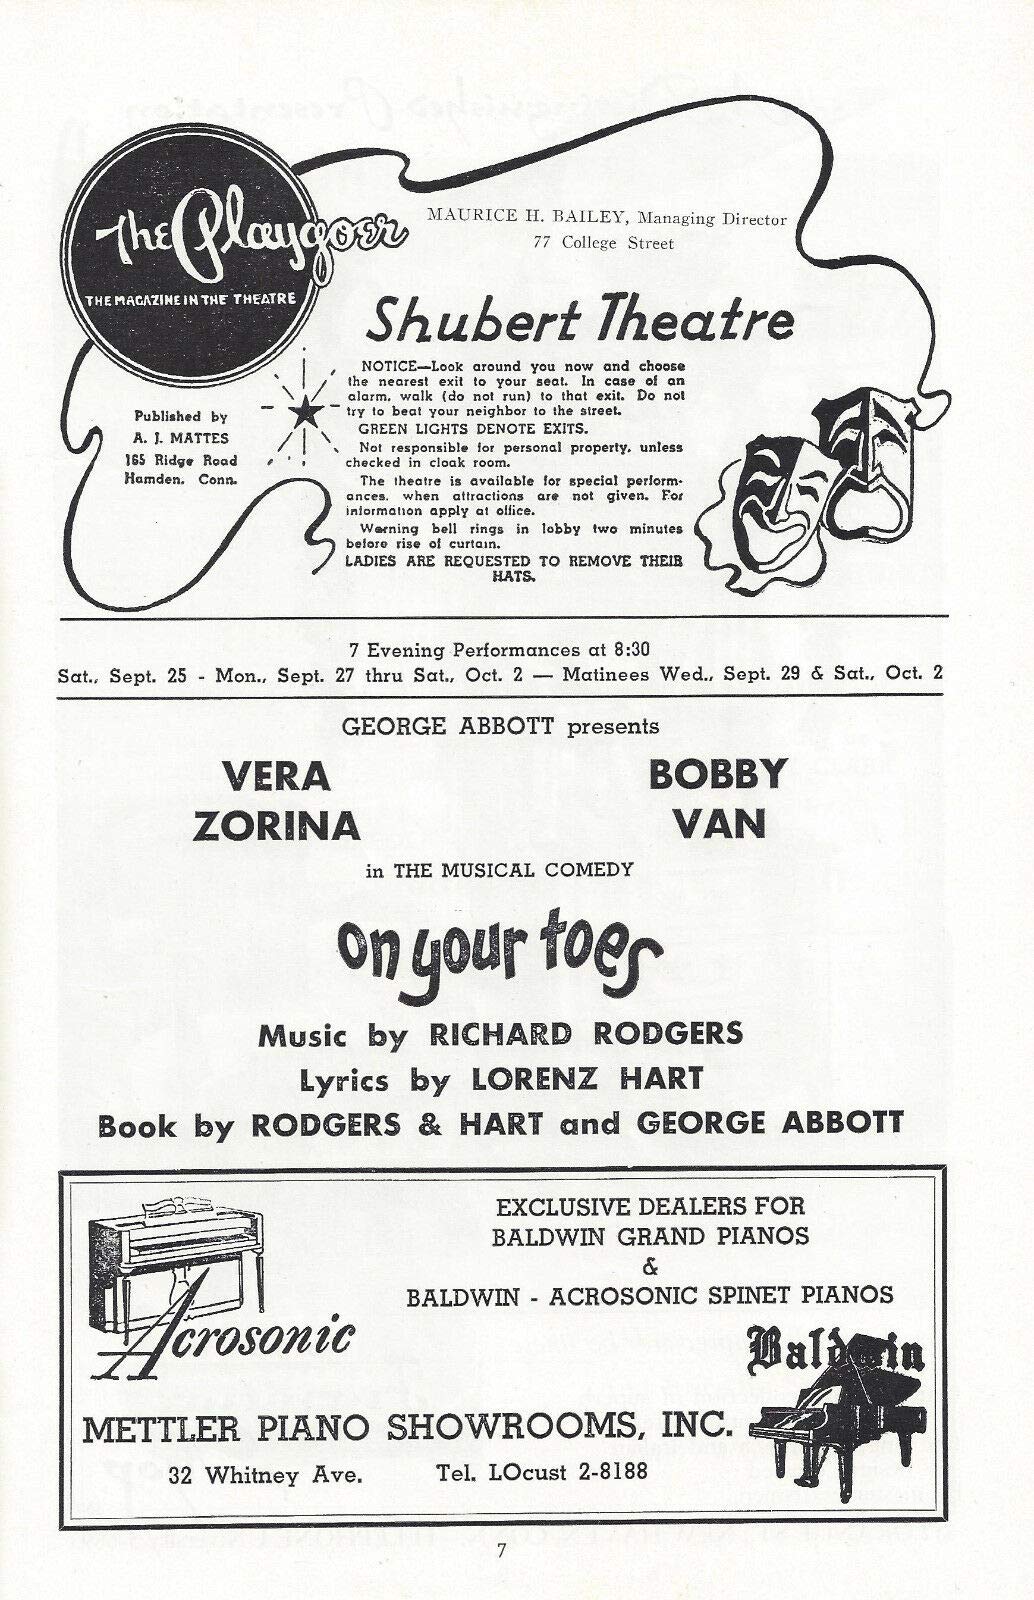 The Playgoer
THE MAGAZINE IN THE THEATRE
MAURICE H. BAILEY, Managing Director
77 College Street
Shubert Theatre
Published by
A. J. MATTES
165 Ridge Road
Hamden, Conn.
NOTICE—Look around you now and choose
the nearest exit to your seat. In case of an
alarm, walk (do not run) to that exit. Do not
try to beat your neighbor to the street.
GREEN LIGHTS DENOTE EXITS.
Not responsible for personal property, unless
checked in cloak room.
The theatre is available for special perform-
ances, when attractions are not given. For
information apply at office.
Warning bell rings in lobby two minutes
before rise of curtain.
LADIES ARE REQUESTED TO REMOVE THEIR
HATS.
7 Evening Performances at 8:30
Sat., Sept. 25 - Mon., Sept. 27 thru Sat., Oct. 2 — Matinees Wed., Sept. 29 & Sat., Oct. 2
GEORGE ABBOTT presents
VERA ZORINA
BOBBY VAN
in THE MUSICAL COMEDY
on your toes
Music by RICHARD RODGERS
Lyrics by LORENZ HART
Book by RODGERS & HART and GEORGE ABBOTT
EXCLUSIVE DEALERS FOR
BALDWIN GRAND PIANOS
&
BALDWIN - ACROSONIC SPINET PIANOS
Acrosonic
Baldwin
METTLER PIANO SHOWROOMS, INC.
32 Whitney Ave. Tel. LOcust 2-8188
7